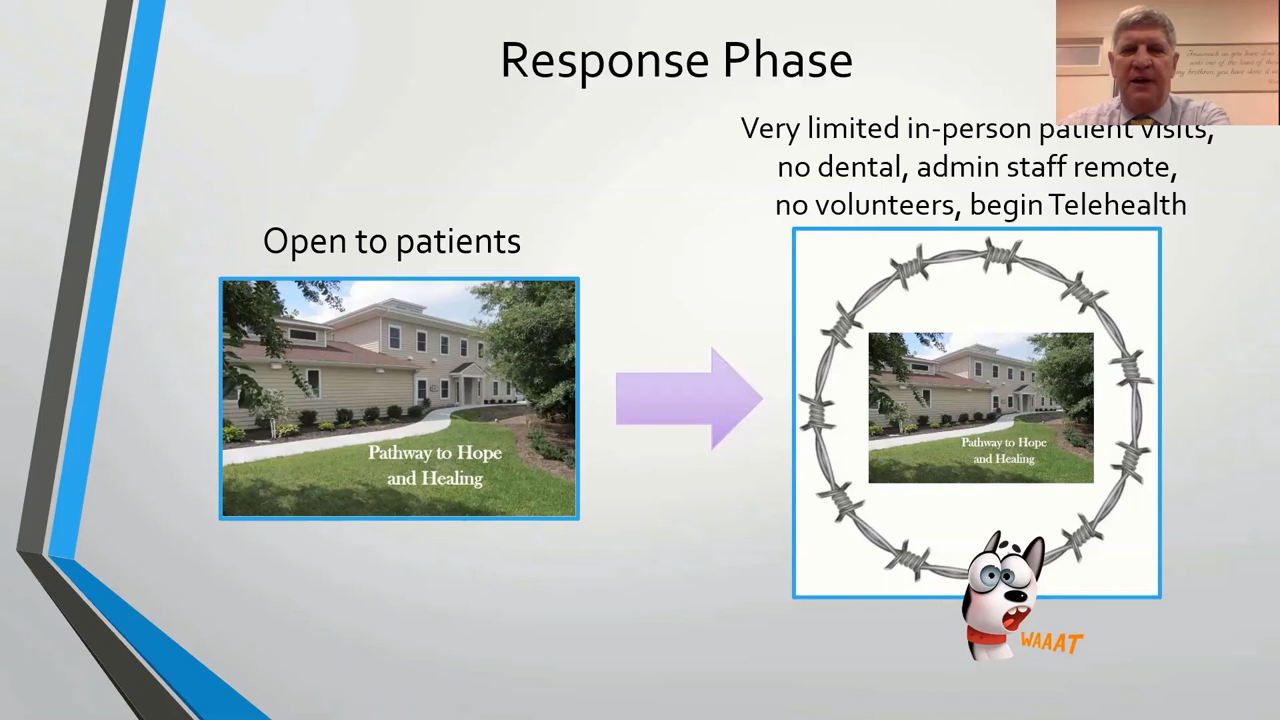 Response Phase
Very limited in-person patient visits,
no dental, admin staff remote,
no volunteers, begin Telehealth
Open to patients
Pathway to Hope
and Healing
Pathway to Hope
and Healing
WAAAT